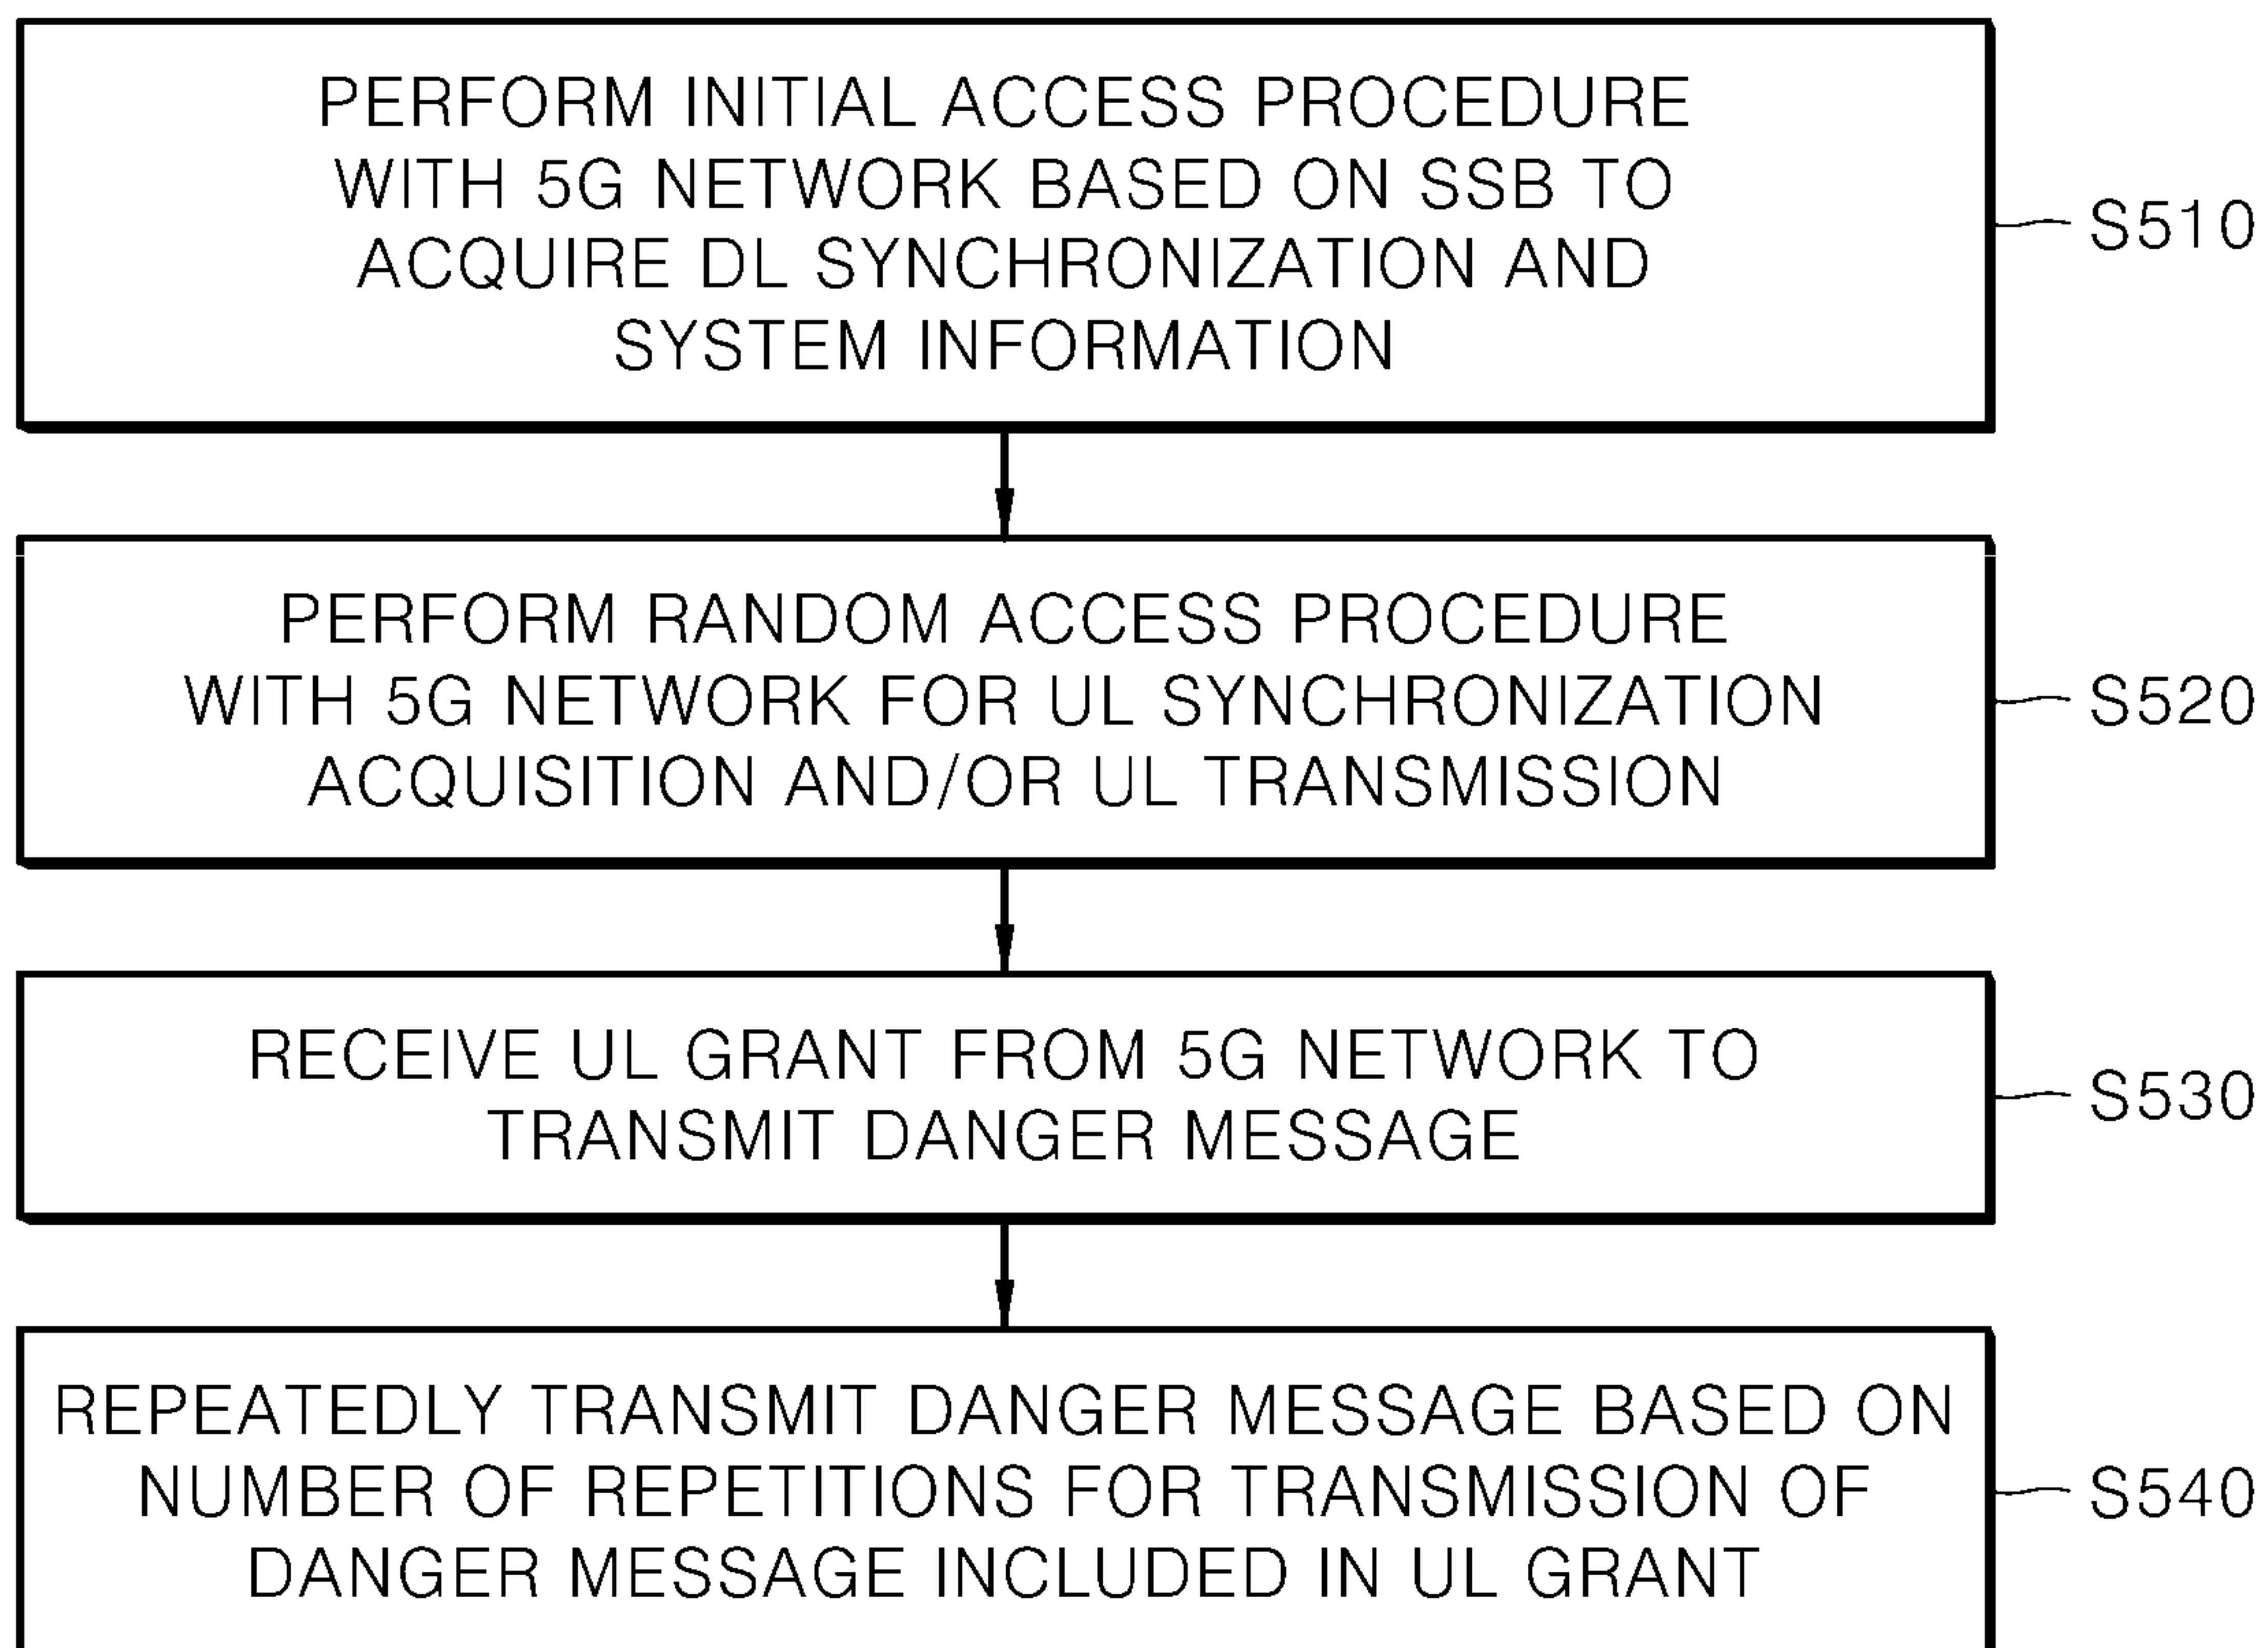 PERFORM INITIAL ACCESS PROCEDURE
WITH 5G NETWORK BASED ON SSB TO
ACQUIRE DL SYNCHRONIZATION AND
SYSTEM INFORMATION
S510
PERFORM RANDOM ACCESS PROCEDURE
WITH 5G NETWORK FOR UL SYNCHRONIZATION
ACQUISITION AND/OR UL TRANSMISSION
S520
RECEIVE UL GRANT FROM 5G NETWORK TO
TRANSMIT DANGER MESSAGE
S530
REPEATEDLY TRANSMIT DANGER MESSAGE BASED ON
NUMBER OF REPETITIONS FOR TRANSMISSION OF
DANGER MESSAGE INCLUDED IN UL GRANT
S540